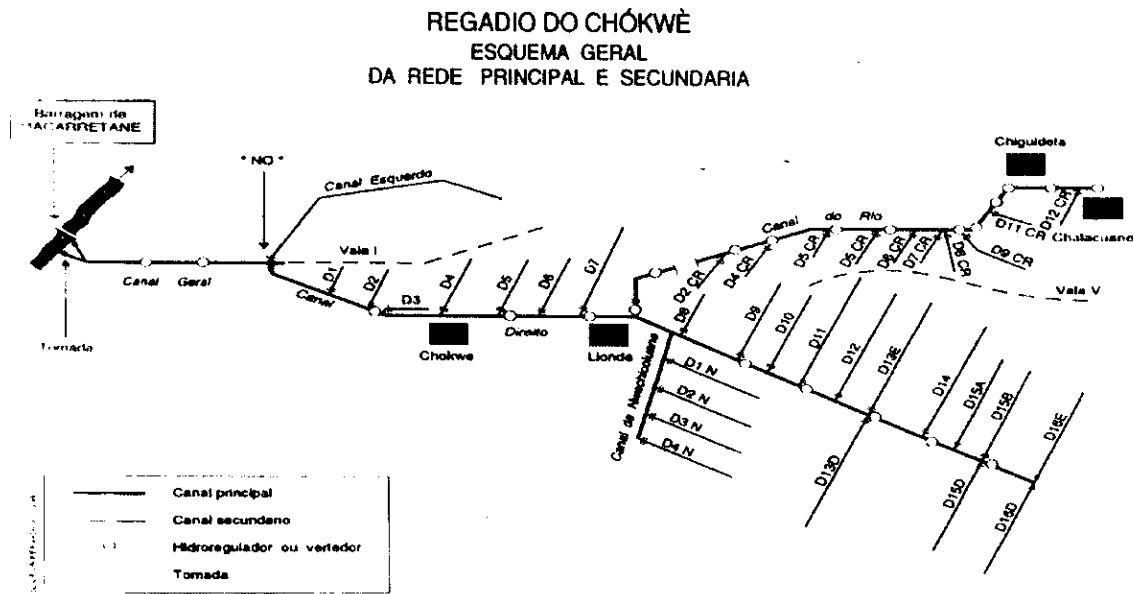 REGADIO DO CHÓKWÈ
ESQUEMA GERAL
DA REDE PRINCIPAL E SECUNDARIA
Barragem de
MACARRETANE
" NO "
Canal Esquerdo
Vala I
Canal Geral
Tomada
Canal
Direito
D1
D2
D3
D4
D5
D6
D7
Chokwe
Lionde
Canal do Rio
D2 CR
D4 CR
D5 CR
D5 CR
D6 CR
D7 CR
D8 CR
D9 CR
D11 CR
D12 CR
Chiguidela
Chalacuane
Vala V
D8
D9
D10
D11
D12
D13E
D14
D15A
D15B
D16E
D13D
D15D
D16D
Canal de
D1 N
D2 N
D3 N
D4 N
Canal principal
Canal secundario
Hidroregulador ou vertedor
Tomada